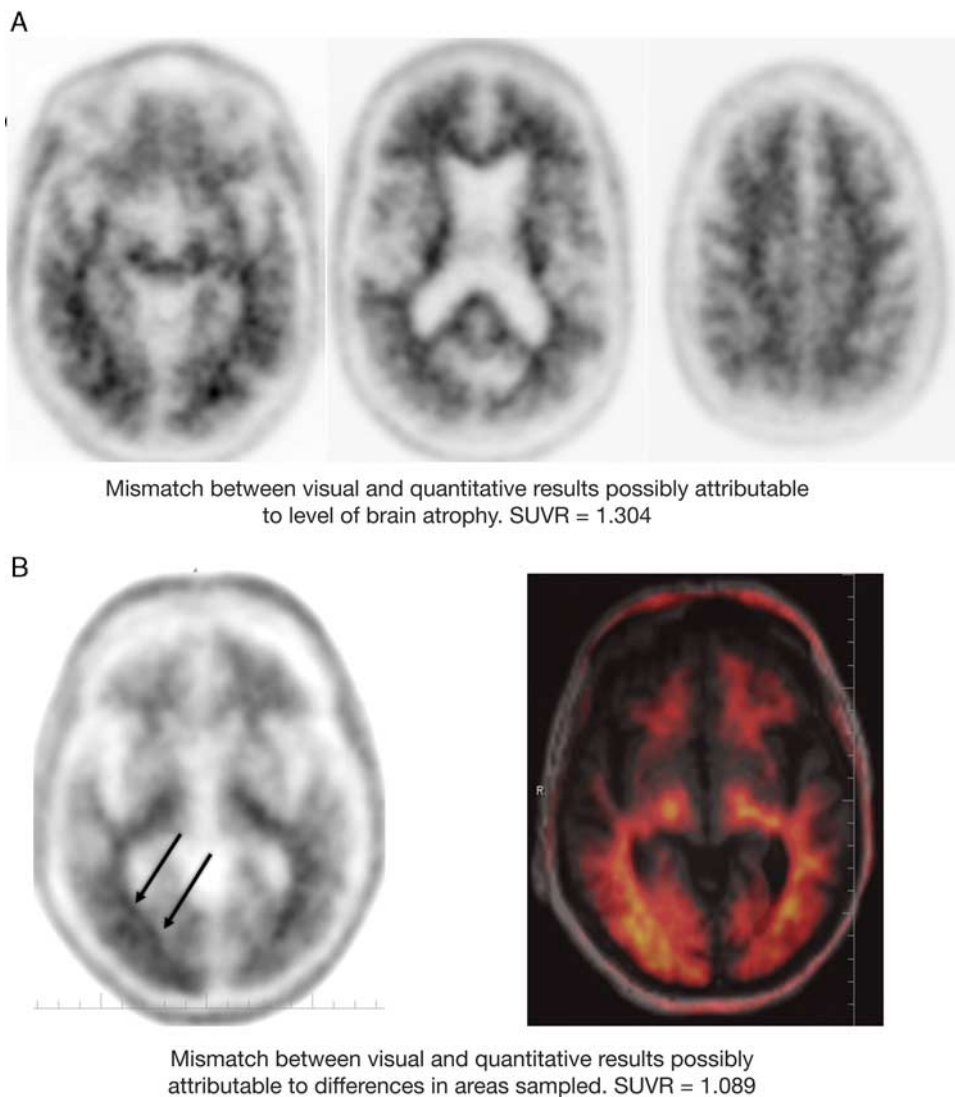 A
Mismatch between visual and quantitative results possibly attributable
to level of brain atrophy. SUVR = 1.304
B
R
Mismatch between visual and quantitative results possibly
attributable to differences in areas sampled. SUVR = 1.089